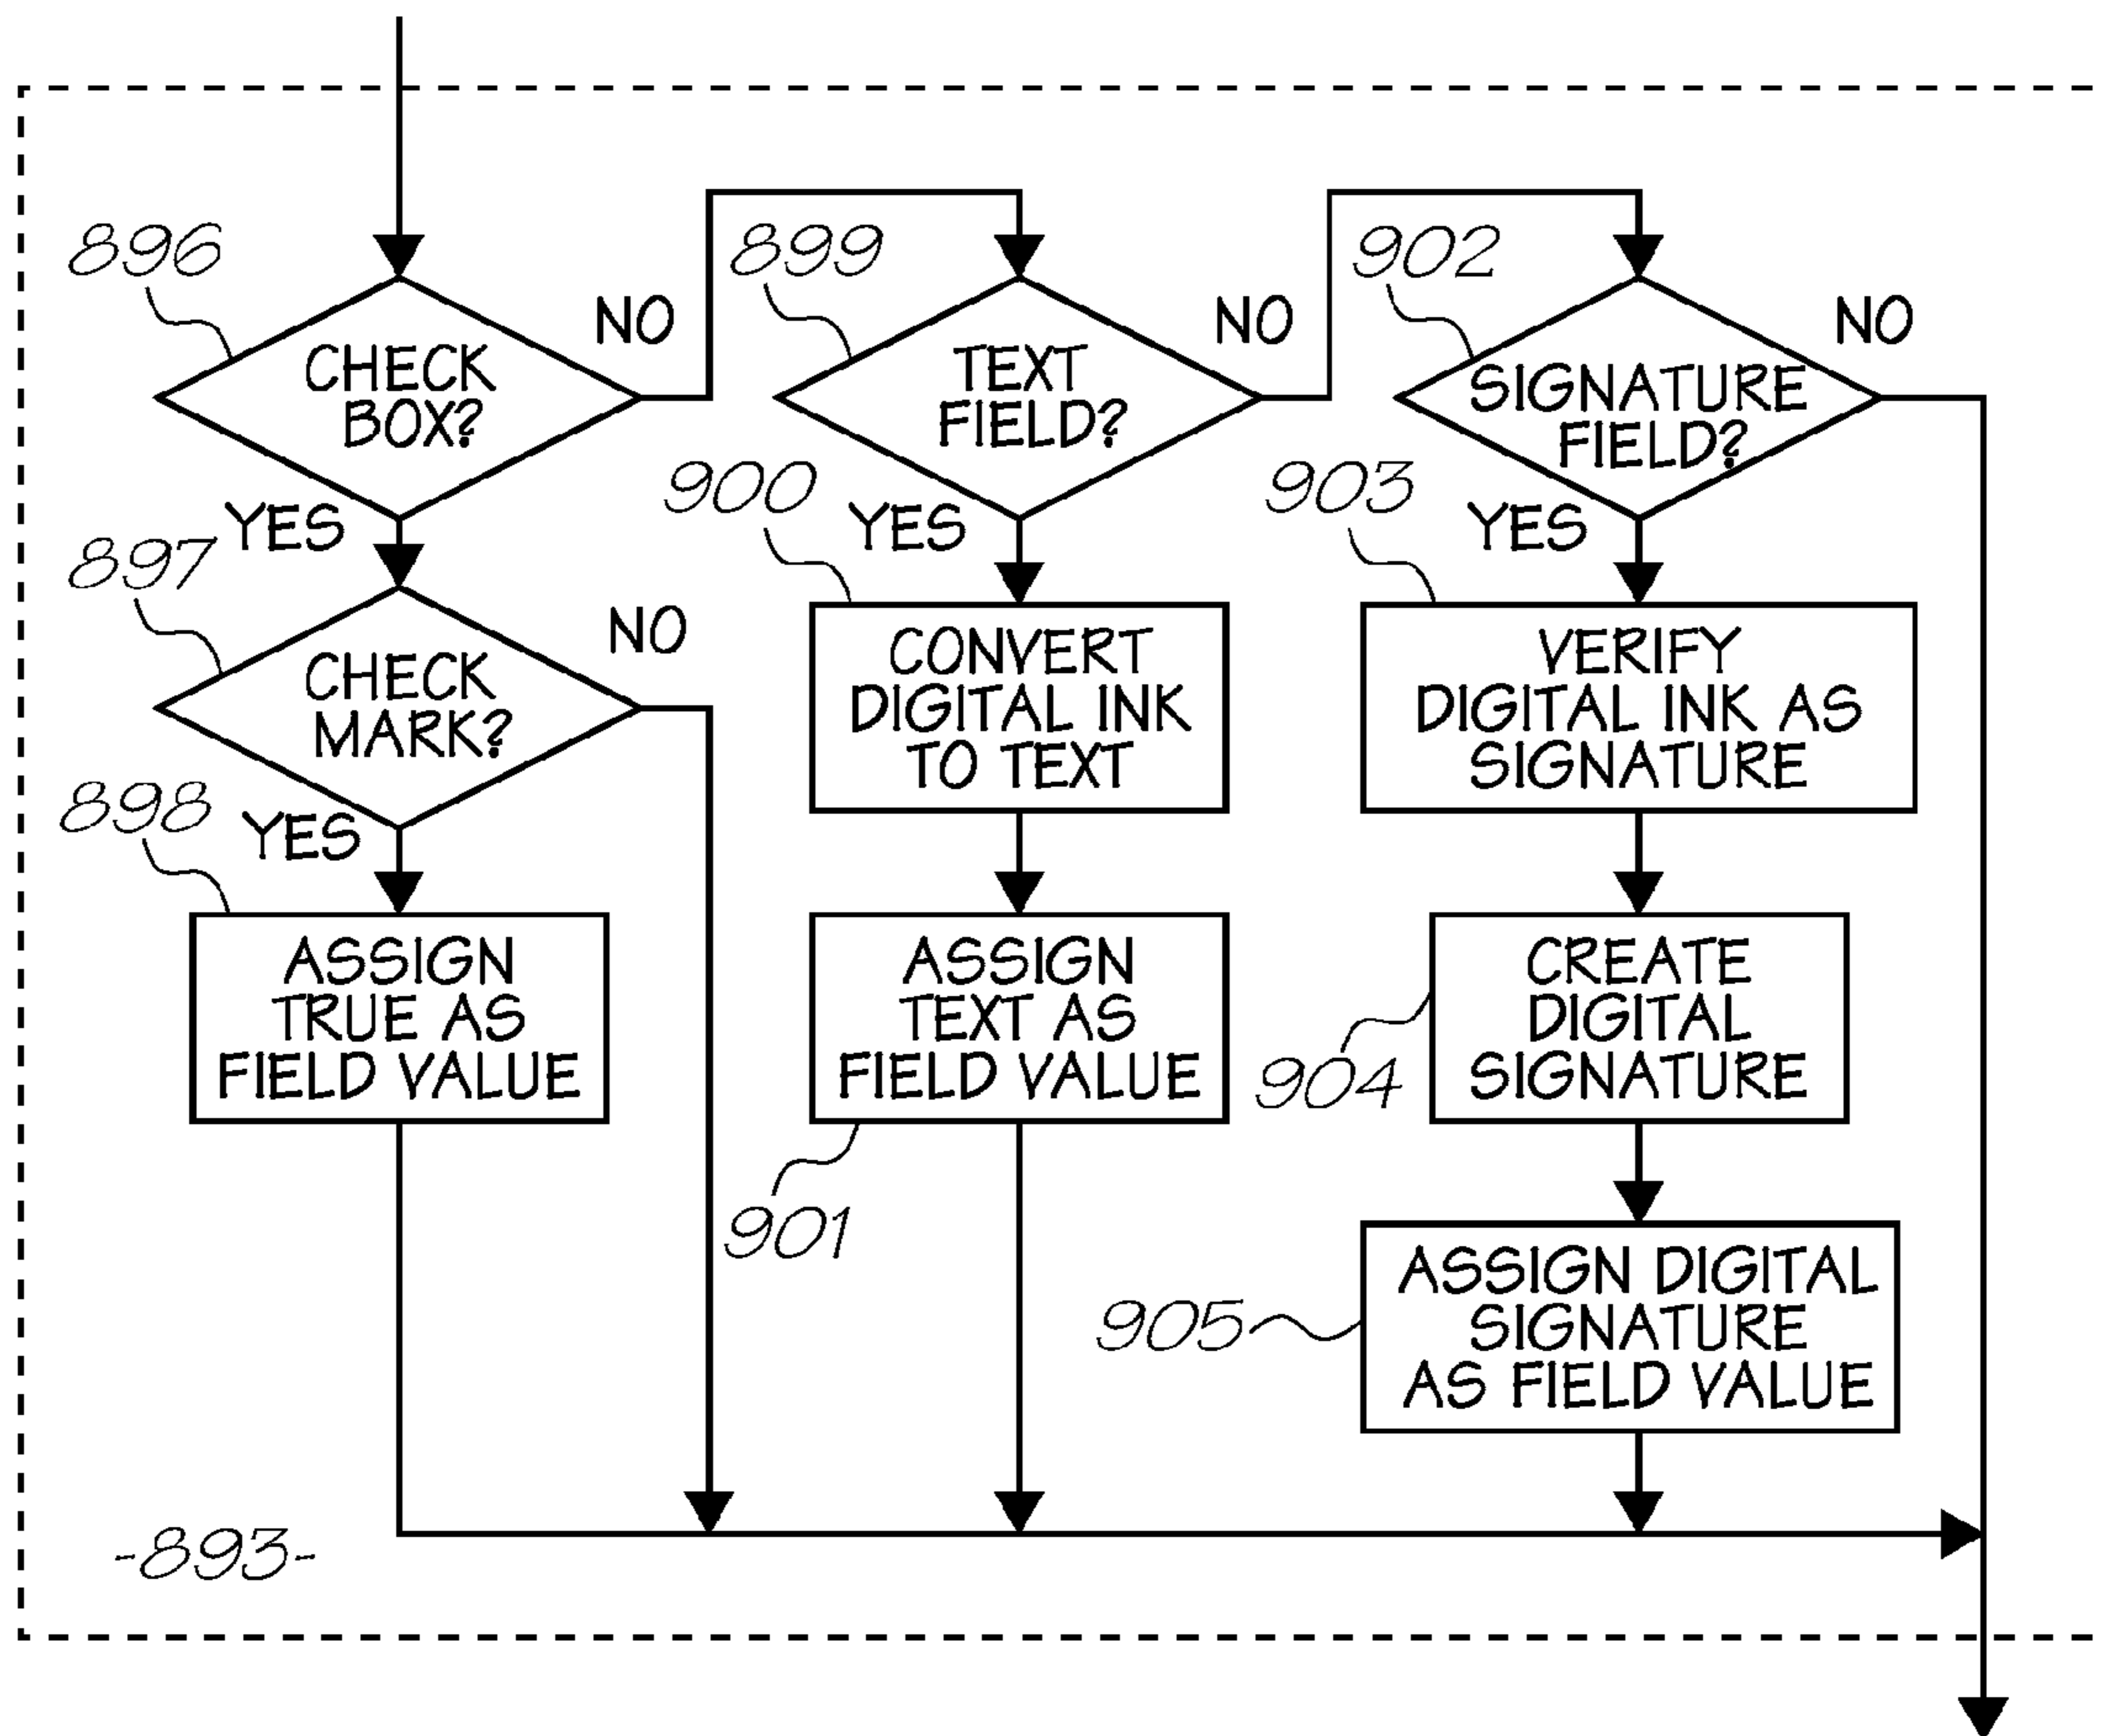 896
CHECK
BOX?
NO
YES
897
CHECK
MARK?
NO
YES
898
ASSIGN
TRUE AS
FIELD VALUE
899
TEXT
FIELD?
NO
YES
900
CONVERT
DIGITAL INK
TO TEXT
ASSIGN
TEXT AS
FIELD VALUE
901
902
SIGNATURE
FIELD?
NO
YES
903
VERIFY
DIGITAL INK AS
SIGNATURE
CREATE
DIGITAL
SIGNATURE
904
ASSIGN DIGITAL
SIGNATURE
AS FIELD VALUE
905
-893-